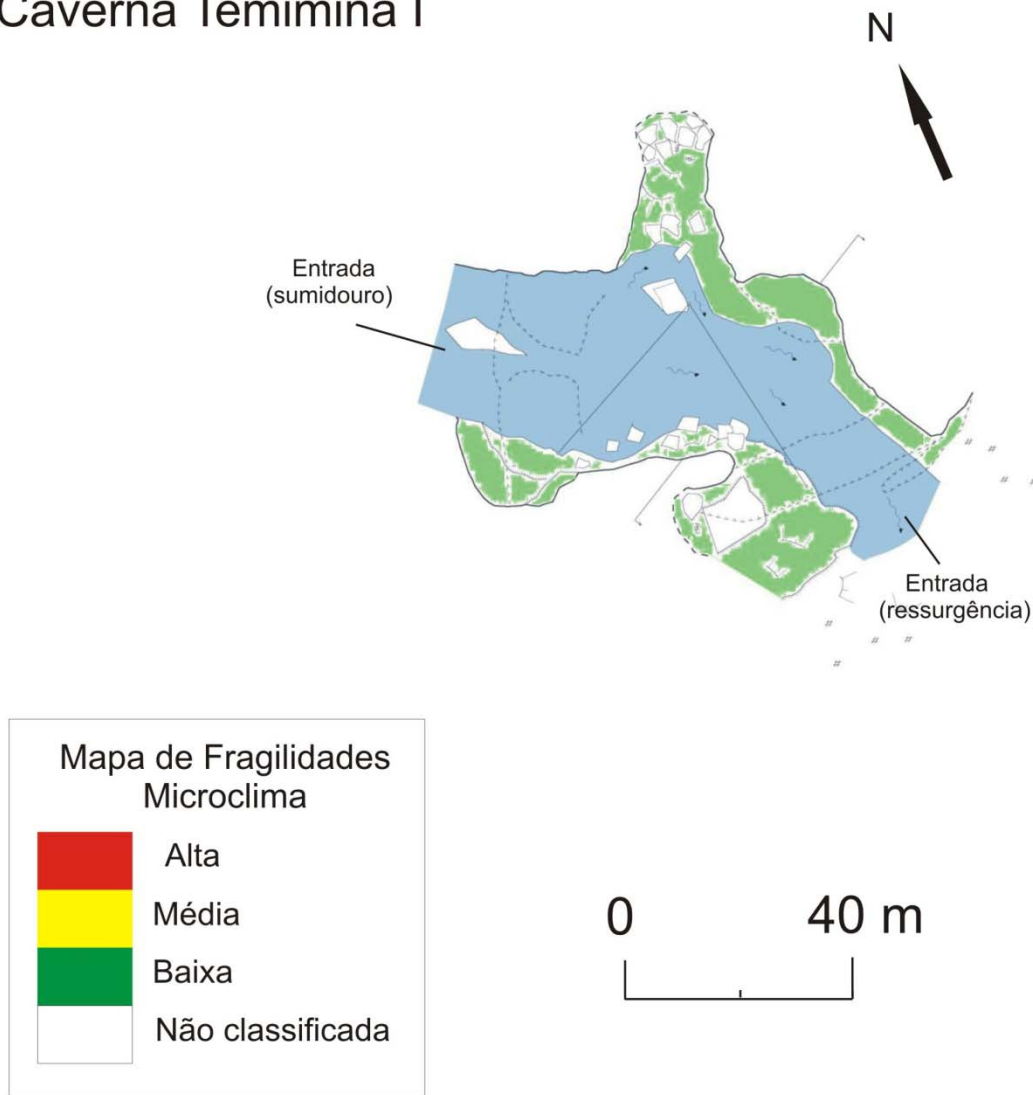 Caverna Temimina I
N
Entrada
(sumidouro)
Entrada
(ressurgência)
Mapa de Fragilidades
Microclima
Alta
Média
Baixa
Não classificada
0 40 m